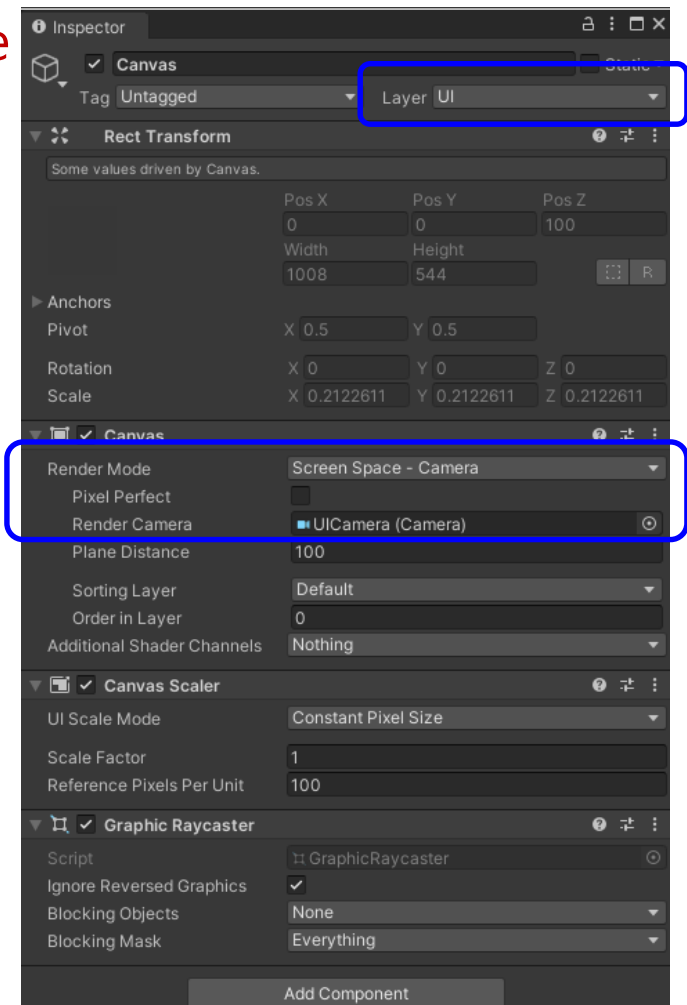 e
Inspector
Canvas
Static
Tag Untagged Layer UI
Rect Transform
Some values driven by Canvas.
Pos X Pos Y Pos Z
0 0 100
Width Height
1008 544
R
Anchors
Pivot X 0.5 Y 0.5
Rotation X 0 Y 0 Z 0
Scale X 0.2122611 Y 0.2122611 Z 0.2122611
Canvas
Render Mode Screen Space - Camera
Pixel Perfect
Render Camera UICamera (Camera)
Plane Distance 100
Sorting Layer Default
Order in Layer 0
Additional Shader Channels Nothing
Canvas Scaler
UI Scale Mode Constant Pixel Size
Scale Factor 1
Reference Pixels Per Unit 100
Graphic Raycaster
Script GraphicRaycaster
Ignore Reversed Graphics
Blocking Objects None
Blocking Mask Everything
Add Component